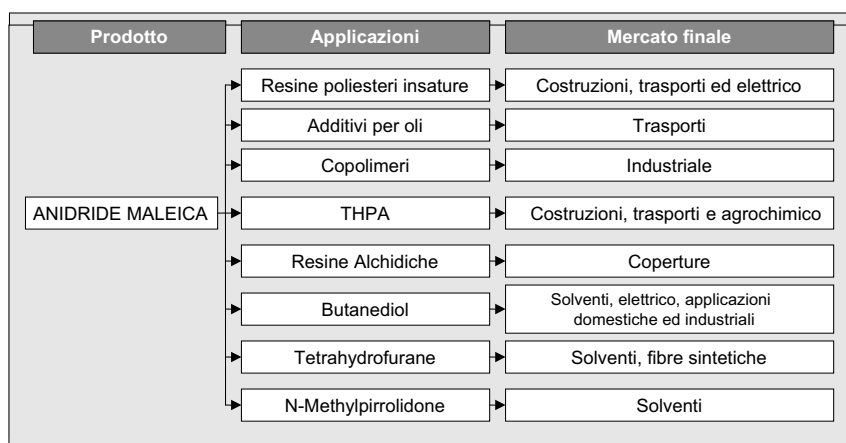 Prodotto Applicazioni Mercato finale
Resine poliesteri insature Costruzioni, trasporti ed elettrico
Additivi per oli Trasporti
Copolimeri Industriale
ANIDRIDE MALEICA THPA Costruzioni, trasporti e agrochimico
Resine Alchidiche Coperture
Butanediol Solventi, elettrico, applicazioni
domestiche ed industriali
Tetrahydrofurane Solventi, fibre sintetiche
N-Methylpirrolidone Solventi